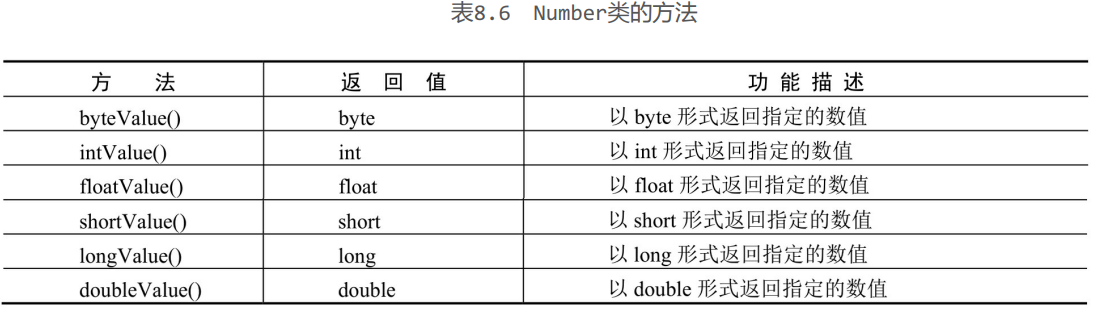 表8.6 Number类的方法
方 法 返 回 值 功 能 描 述
byteValue() byte 以 byte 形式返回指定的数值
intValue() int 以 int 形式返回指定的数值
floatValue() float 以 float 形式返回指定的数值
shortValue() short 以 short 形式返回指定的数值
longValue() long 以 long 形式返回指定的数值
doubleValue() double 以 double 形式返回指定的数值